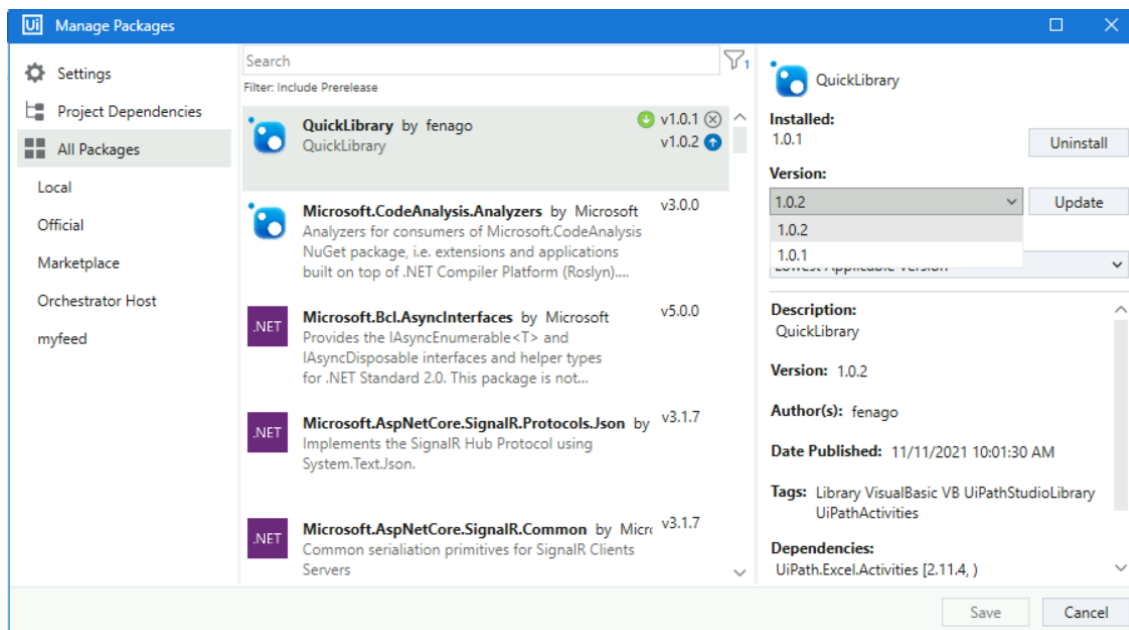 Ui Manage Packages
Settings
Project Dependencies
All Packages
Local
Official
Marketplace
Orchestrator Host
myfeed
Search
1
Filter: Include Prerelease
QuickLibrary by fenago v1.0.1
QuickLibrary v1.0.2
Microsoft.CodeAnalysis.Analyzers by Microsoft v3.0.0
Analyzers for consumers of Microsoft.CodeAnalysis
NuGet package, i.e. extensions and applications
built on top of .NET Compiler Platform (Roslyn)....
.NET
Microsoft.Bcl.AsyncInterfaces by Microsoft v5.0.0
Provides the IAsyncEnumerable<T> and
IAsyncDisposable interfaces and helper types
for .NET Standard 2.0. This package is not...
.NET
Microsoft.AspNetCore.SignalR.Protocols.Json by v3.1.7
Implements the SignalR Hub Protocol using
System.Text.Json.
.NET
Microsoft.AspNetCore.SignalR.Common by Micro v3.1.7
Common serialiation primitives for SignalR Clients
Servers
QuickLibrary
Installed:
1.0.1
Uninstall
Version:
1.0.2
Update
1.0.2
1.0.1
Lowest Applicable Version
Description:
QuickLibrary
Version: 1.0.2
Author(s): fenago
Date Published: 11/11/2021 10:01:30 AM
Tags: Library VisualBasic VB UiPathStudioLibrary
UiPathActivities
Dependencies:
UiPath.Excel.Activities [2.11.4, )
Save
Cancel